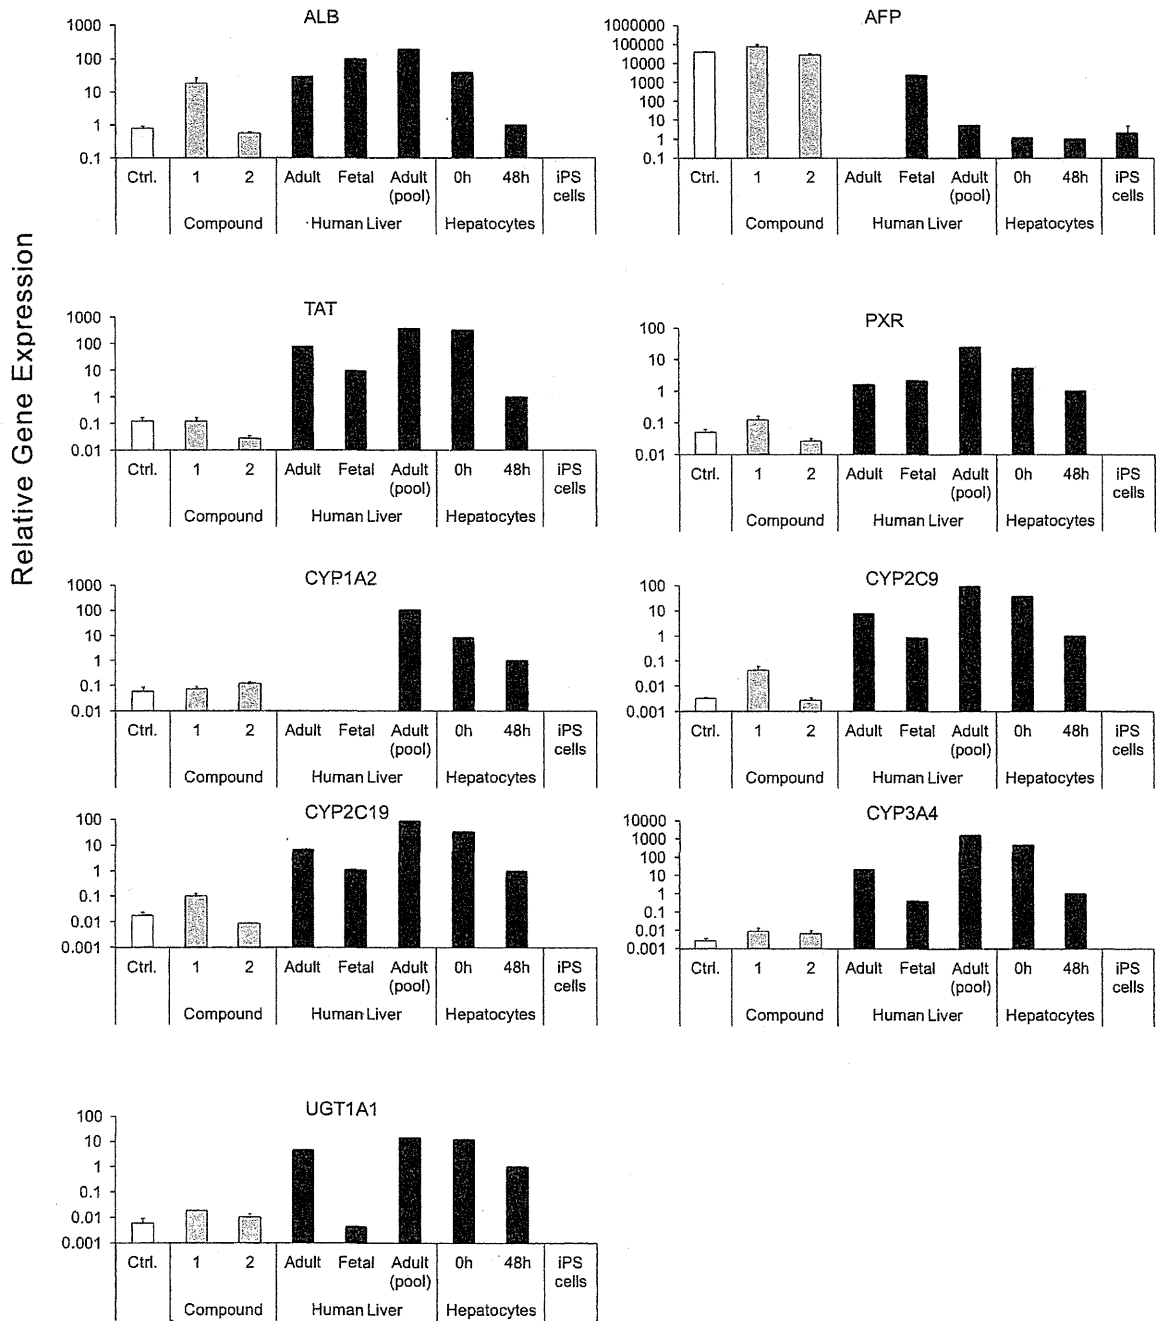 Relative Gene Expression
ALB
1000
100
10
1
0.1
Ctrl. 1 2 Adult Fetal Adult (pool) 0h 48h iPS cells
Compound Human Liver Hepatocytes
AFP
1000000
100000
10000
1000
100
10
1
0.1
Ctrl. 1 2 Adult Fetal Adult (pool) 0h 48h iPS cells
Compound Human Liver Hepatocytes
TAT
1000
100
10
1
0.1
0.01
Ctrl. 1 2 Adult Fetal Adult (pool) 0h 48h iPS cells
Compound Human Liver Hepatocytes
PXR
100
10
1
0.1
0.01
Ctrl. 1 2 Adult Fetal Adult (pool) 0h 48h iPS cells
Compound Human Liver Hepatocytes
CYP1A2
1000
100
10
1
0.1
0.01
Ctrl. 1 2 Adult Fetal Adult (pool) 0h 48h iPS cells
Compound Human Liver Hepatocytes
CYP2C9
100
10
1
0.1
0.01
0.001
Ctrl. 1 2 Adult Fetal Adult (pool) 0h 48h iPS cells
Compound Human Liver Hepatocytes
CYP2C19
100
10
1
0.1
0.01
0.001
Ctrl. 1 2 Adult Fetal Adult (pool) 0h 48h iPS cells
Compound Human Liver Hepatocytes
CYP3A4
10000
1000
100
10
1
0.1
0.01
0.001
Ctrl. 1 2 Adult Fetal Adult (pool) 0h 48h iPS cells
Compound Human Liver Hepatocytes
UGT1A1
100
10
1
0.1
0.01
0.001
Ctrl. 1 2 Adult Fetal Adult (pool) 0h 48h iPS cells
Compound Human Liver Hepatocytes